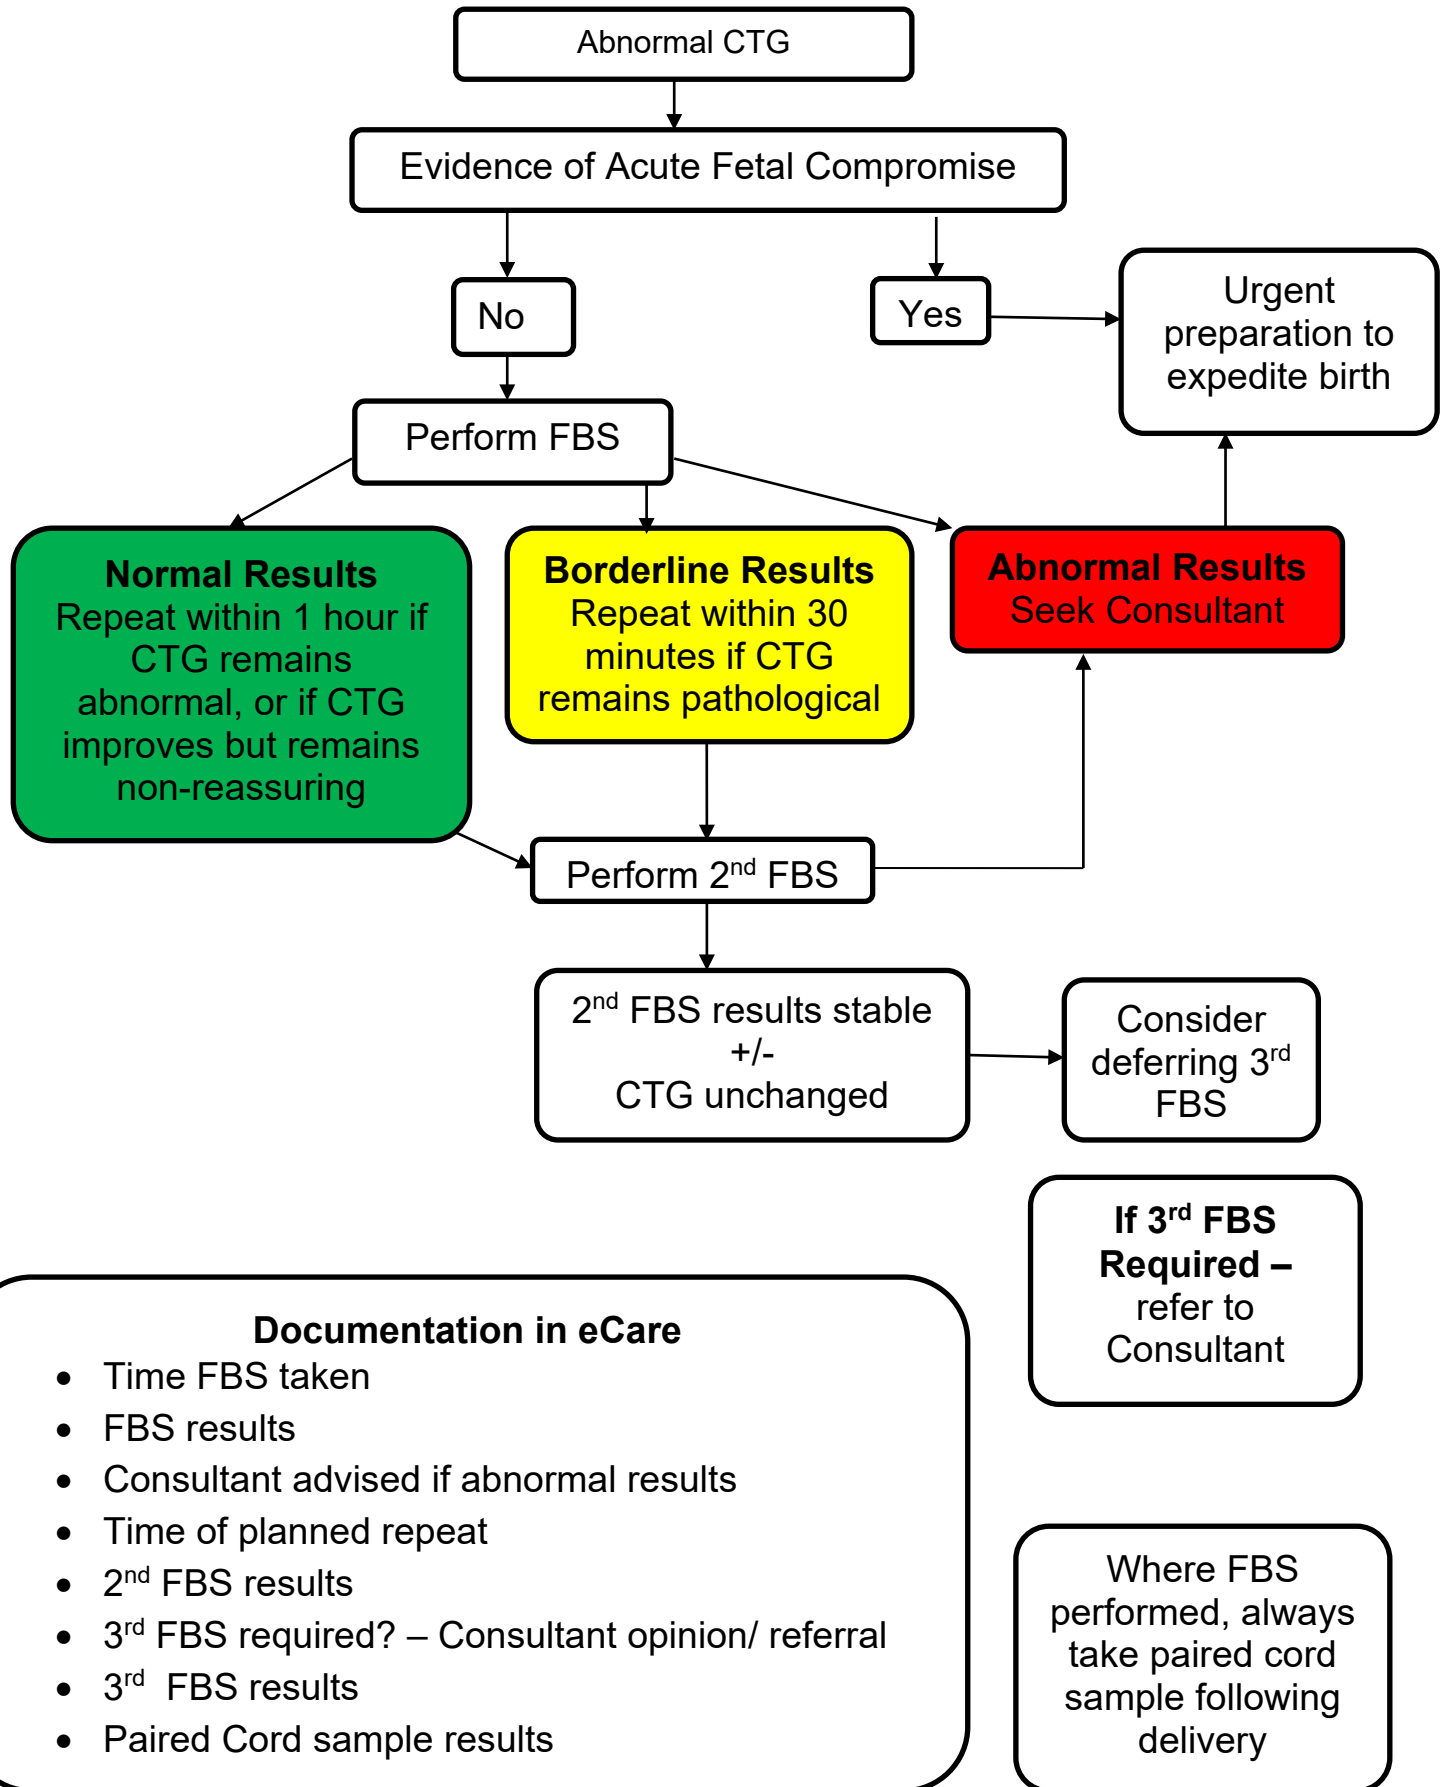 Abnormal CTG
Evidence of Acute Fetal Compromise
No
Yes
Urgent
preparation to
expedite birth
Perform FBS
Normal Results
Repeat within 1 hour if
CTG remains
abnormal, or if CTG
improves but remains
non-reassuring
Borderline Results
Repeat within 30
minutes if CTG
remains pathological
Abnormal Results
Seek Consultant
Perform 2nd FBS
2nd FBS results stable
+/-
CTG unchanged
Consider
deferring 3rd
FBS
If 3rd FBS
Required –
refer to
Consultant
Documentation in eCare
• Time FBS taken
• FBS results
• Consultant advised if abnormal results
• Time of planned repeat
• 2nd FBS results
• 3rd FBS required? – Consultant opinion/ referral
• 3rd  FBS results
• Paired Cord sample results
Where FBS
performed, always
take paired cord
sample following
delivery